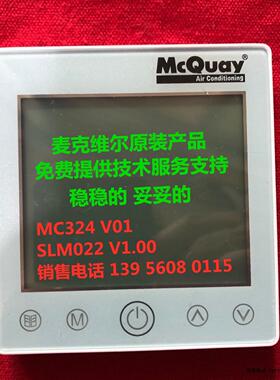 McQuay®
Air Conditioning
麦克维尔原装产品
免费提供技术服务支持
稳稳的 妥妥的
MC324 V01
SLM022 V1.00
销售电话 139 5608 0115
M